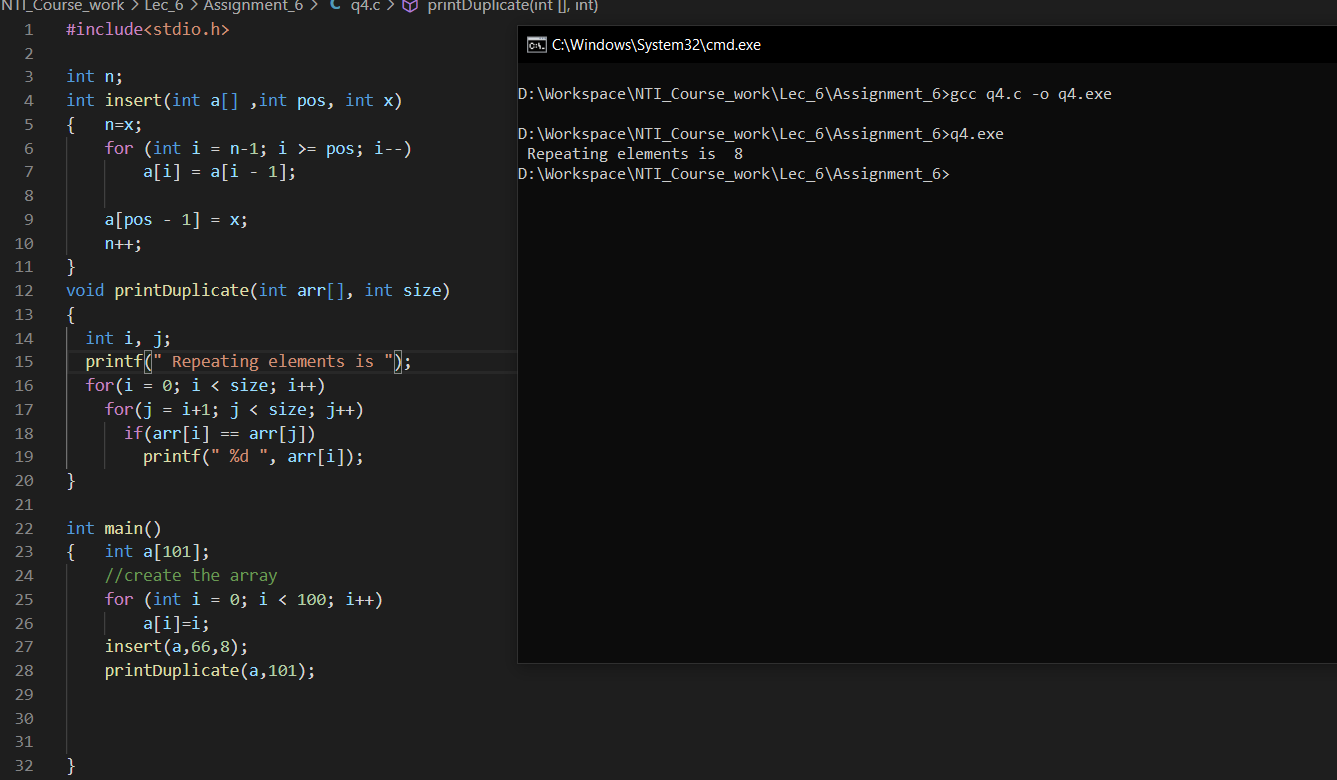 NTI_Course_work > Lec_6 > Assignment_6 > C q4.c > printDuplicate(int [], int)
1 #include<stdio.h>
2
3 int n;
4 int insert(int a[] ,int pos, int x)
5 {   n=x;
6     for (int i = n-1; i >= pos; i--)
7         a[i] = a[i - 1];
8
9     a[pos - 1] = x;
10     n++;
11 }
12 void printDuplicate(int arr[], int size)
13 {
14   int i, j;
15   printf(" Repeating elements is ");
16   for(i = 0; i < size; i++)
17     for(j = i+1; j < size; j++)
18       if(arr[i] == arr[j])
19         printf(" %d ", arr[i]);
20 }
21
22 int main()
23 {   int a[101];
24     //create the array
25     for (int i = 0; i < 100; i++)
26         a[i]=i;
27     insert(a,66,8);
28     printDuplicate(a,101);
29
30
31
32 }
C:\Windows\System32\cmd.exe
D:\Workspace\NTI_Course_work\Lec_6\Assignment_6>gcc q4.c -o q4.exe
D:\Workspace\NTI_Course_work\Lec_6\Assignment_6>q4.exe
 Repeating elements is  8
D:\Workspace\NTI_Course_work\Lec_6\Assignment_6>